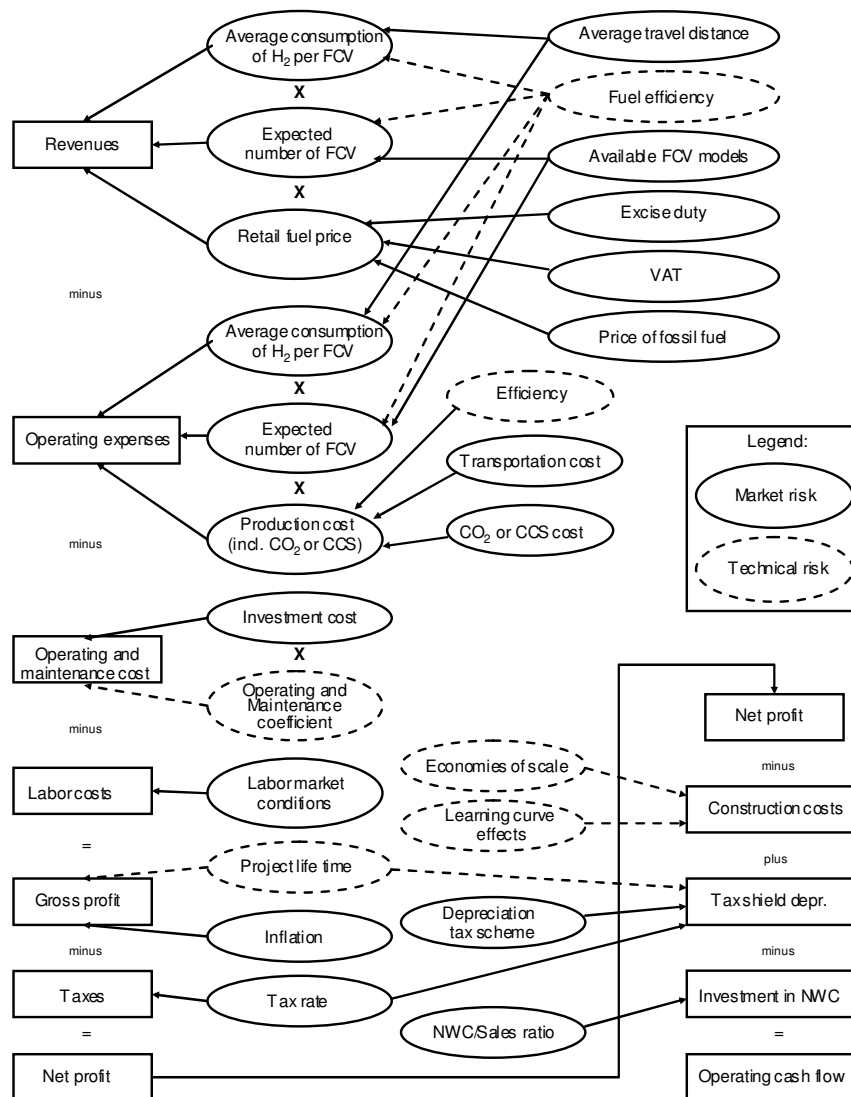 Average consumption
of H₂ per FCV
Average travel distance
X
Fuel efficiency
Revenues
Expected
number of FCV
Available FCV models
X
Retail fuel price
Excise duty
VAT
minus
Price of fossil fuel
Average consumption
of H₂ per FCV
X
Efficiency
Operating expenses
Expected
number of FCV
Transportation cost
X
Production cost
(incl. CO₂ or CCS)
CO₂ or CCS cost
minus
Legend:
Market risk
Technical risk
Investment cost
Operating and
maintenance cost
X
Operating and
Maintenance
coefficient
minus
Net profit
Economies of scale
minus
Labor costs
Labor market
conditions
Learning curve
effects
Construction costs
=
Project life time
plus
Gross profit
Depreciation
tax scheme
Tax shield depr.
Inflation
minus
minus
Taxes
Tax rate
NWC/Sales ratio
Investment in NWC
=
=
Net profit
Operating cash flow